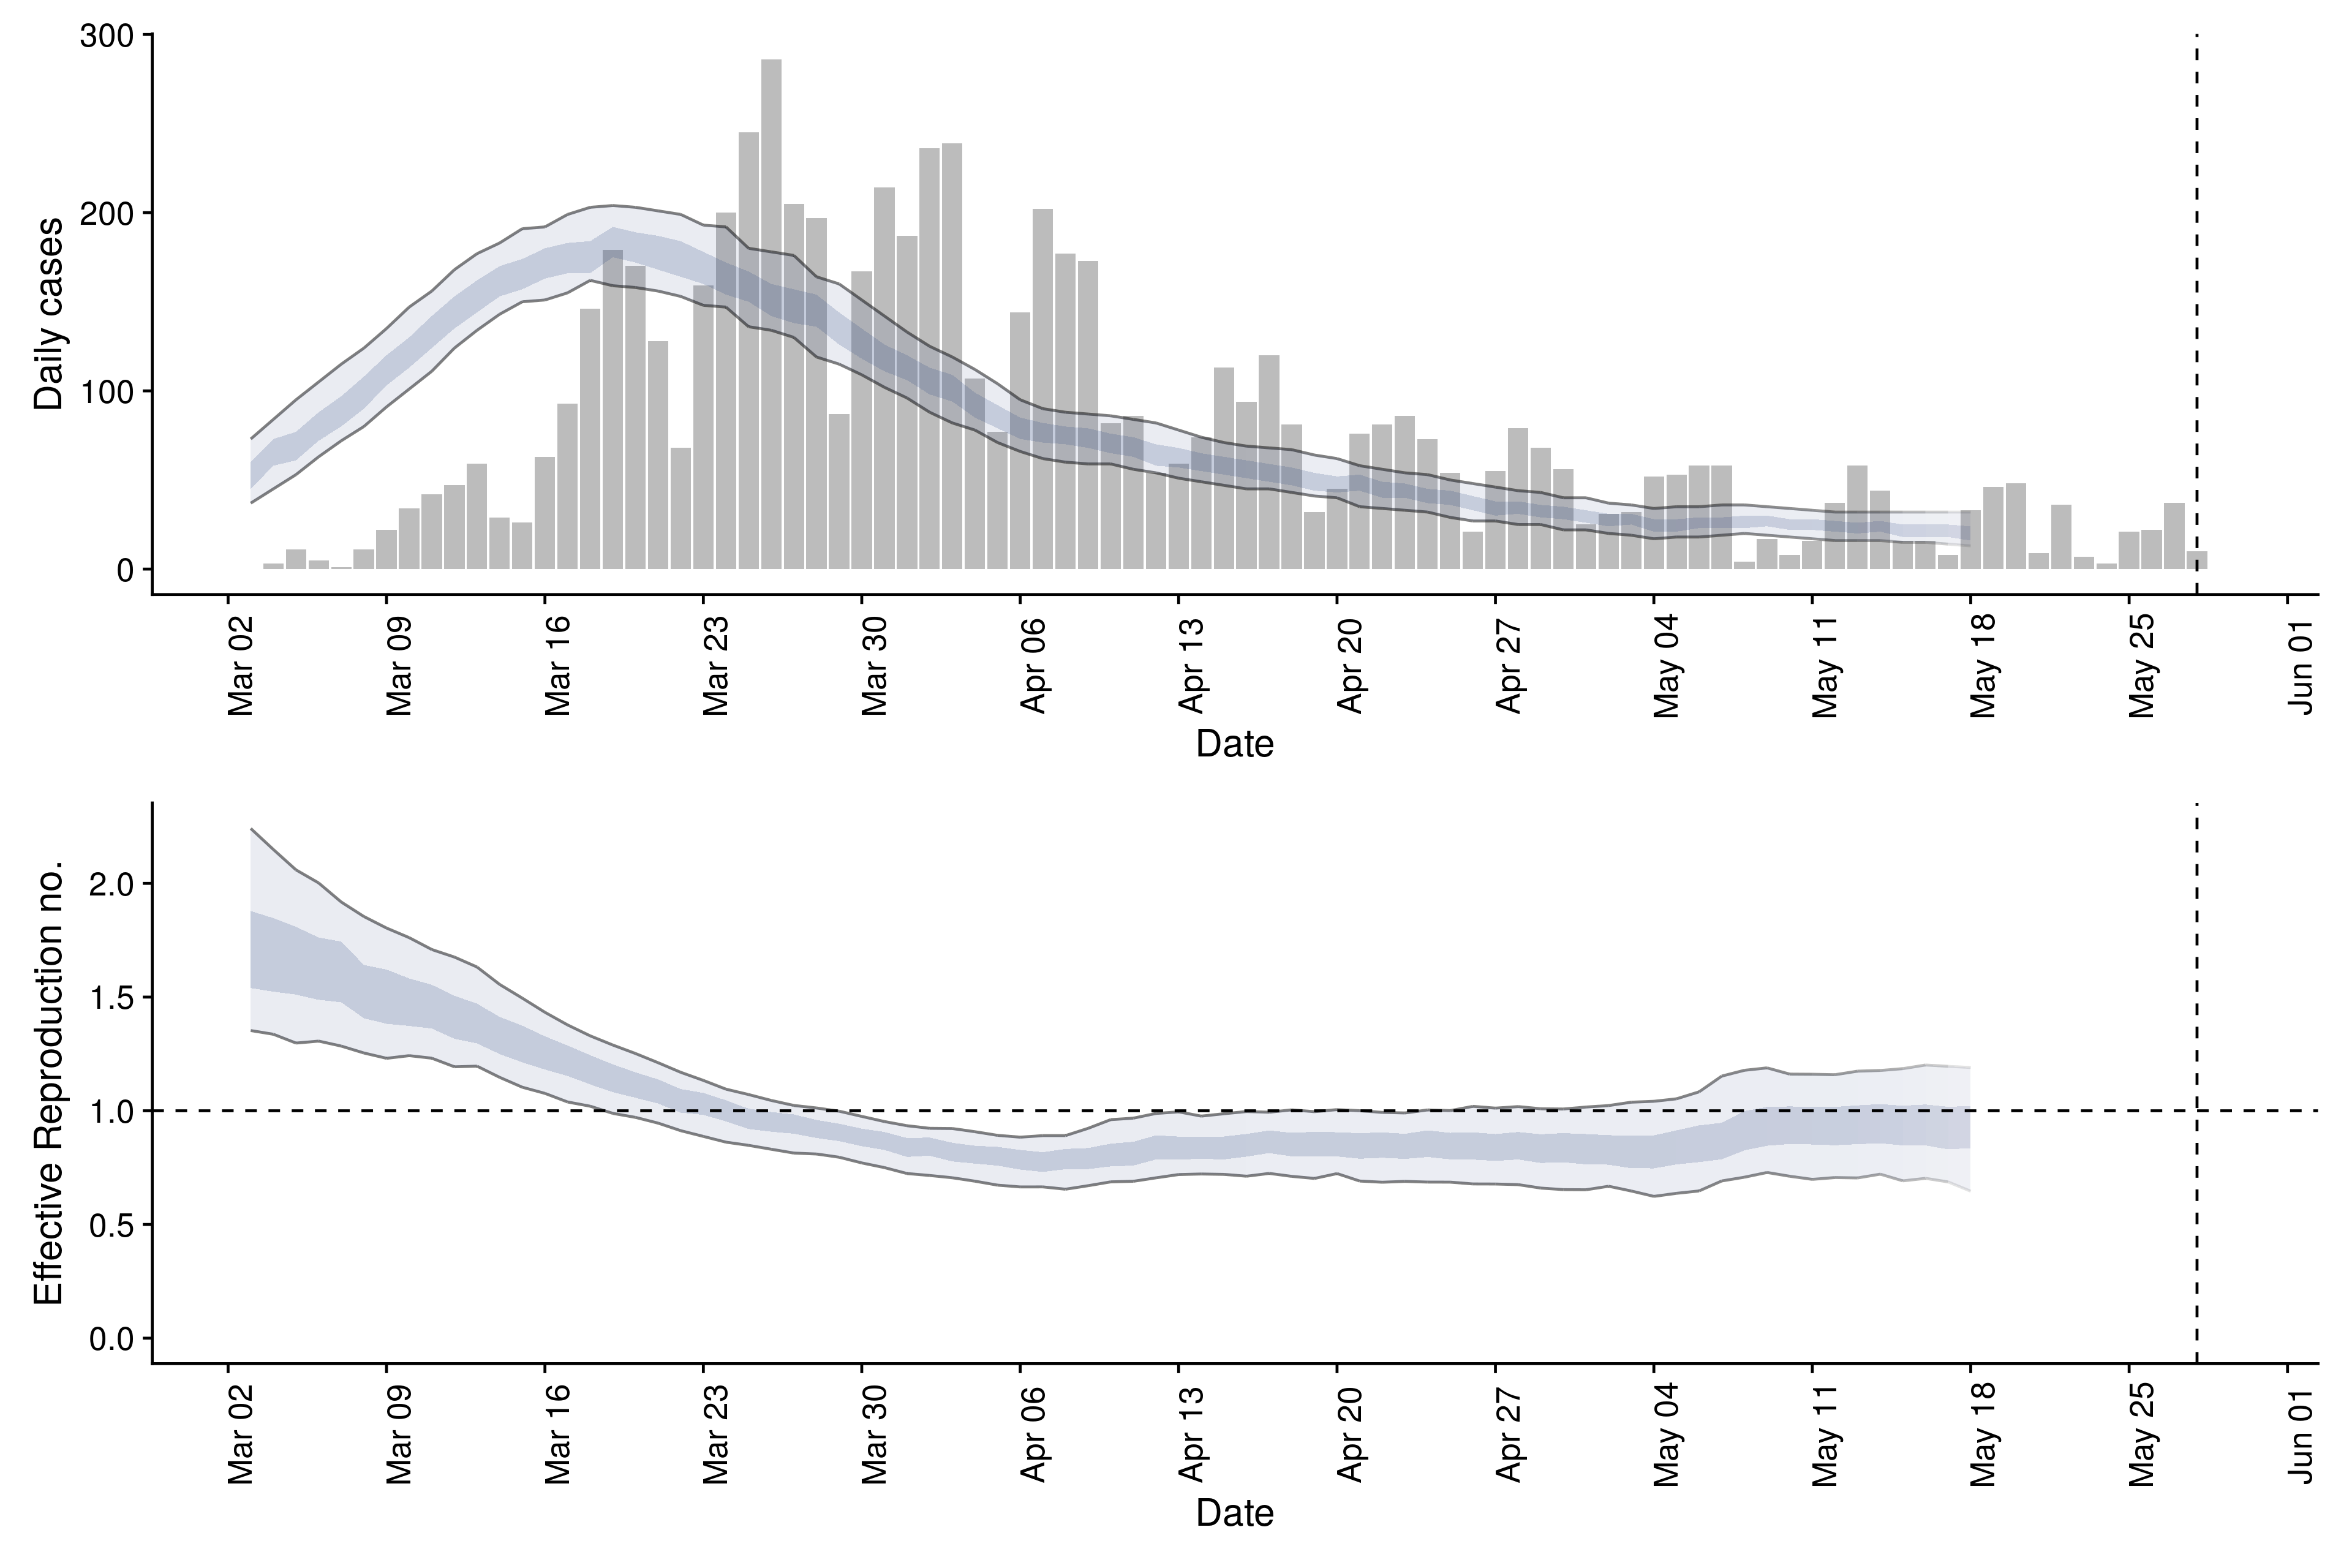 300
200
100
0
Daily cases
Mar 02
Mar 09
Mar 16
Mar 23
Mar 30
Apr 06
Apr 13
Apr 20
Apr 27
May 04
May 11
May 18
May 25
Jun 01
Date
2.0
1.5
1.0
0.5
0.0
Effective Reproduction no.
Mar 02
Mar 09
Mar 16
Mar 23
Mar 30
Apr 06
Apr 13
Apr 20
Apr 27
May 04
May 11
May 18
May 25
Jun 01
Date